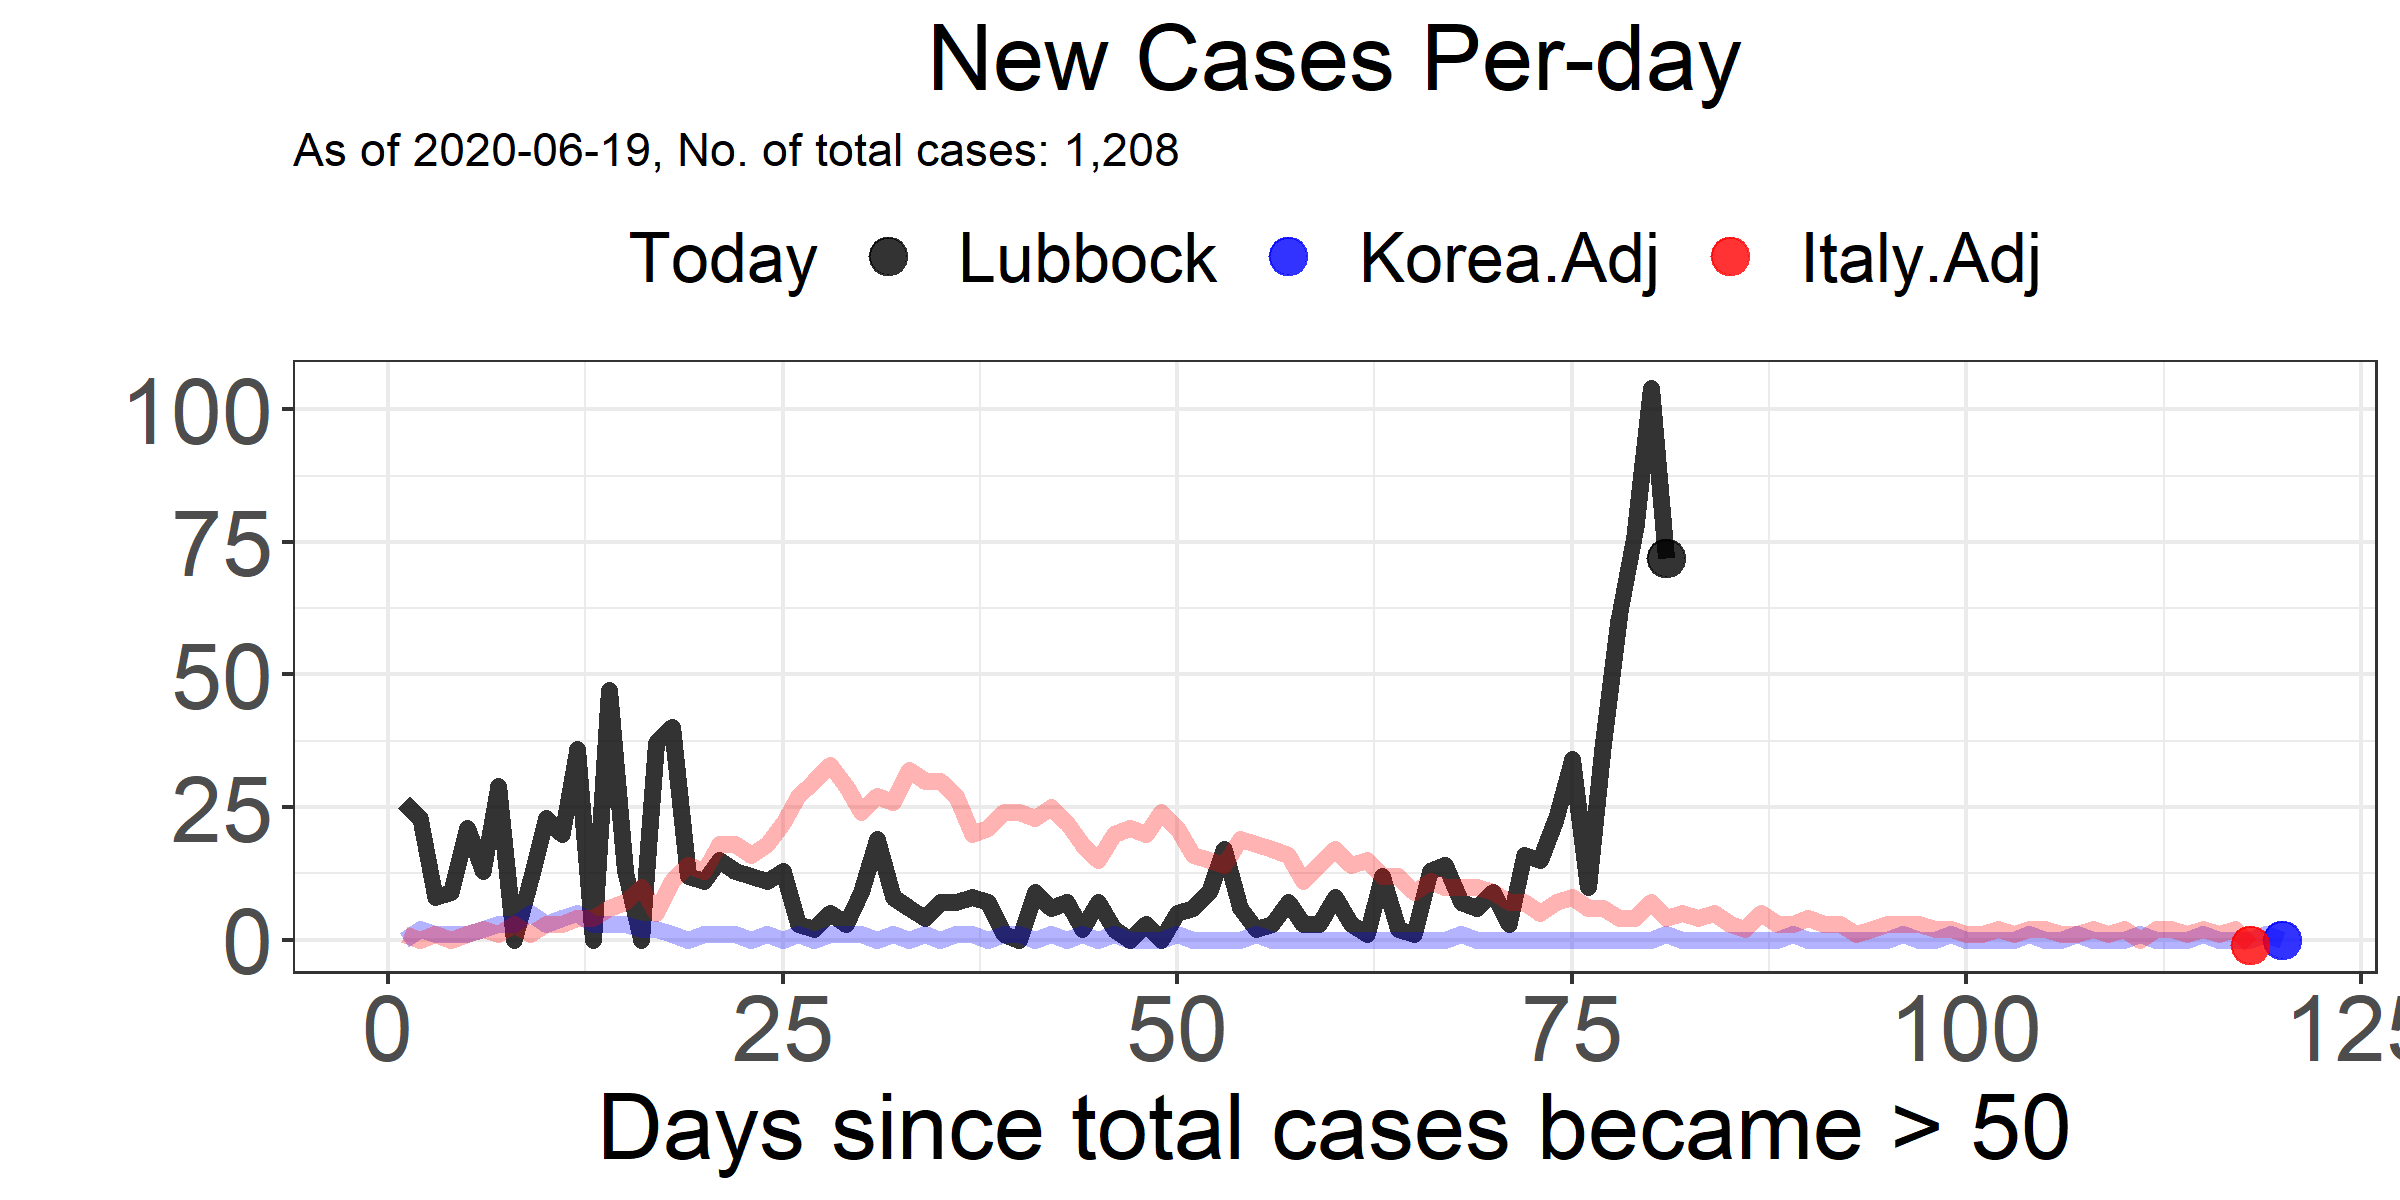 New Cases Per-day
As of 2020-06-19, No. of total cases: 1,208
Today Lubbock Korea.Adj Italy.Adj
100
75
50
25
0
0 25 50 75 100 125
Days since total cases became > 50